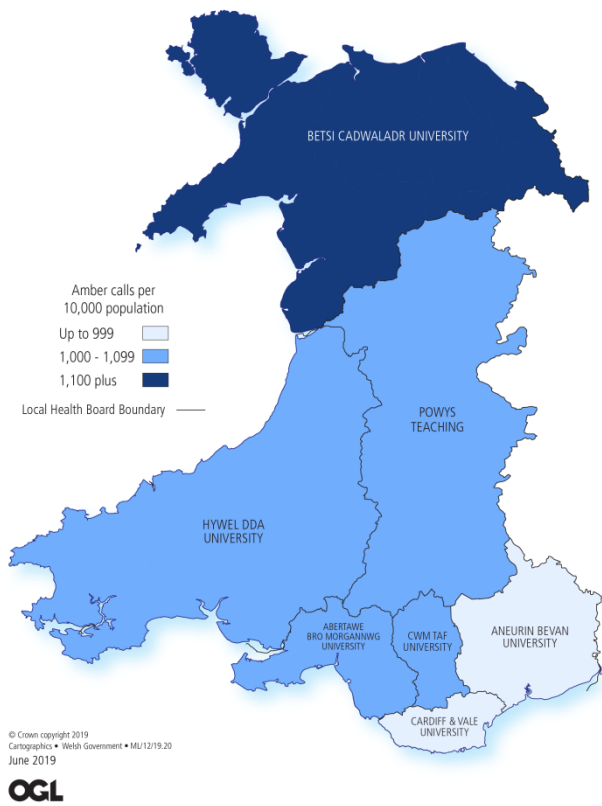 BETSI CADWALADR UNIVERSITY
Amber calls per
10,000 population
Up to 999
1,000 - 1,099
1,100 plus
Local Health Board Boundary
POWYS
TEACHING
HYWEL DDA
UNIVERSITY
ABERTAWE
BRO MORGANNWG
UNIVERSITY
CWM TAF
UNIVERSITY
ANEURIN BEVAN
UNIVERSITY
CARDIFF & VALE
UNIVERSITY
© Crown copyright 2019
Cartographics • Welsh Government • ML/12/19.20
June 2019
OGL